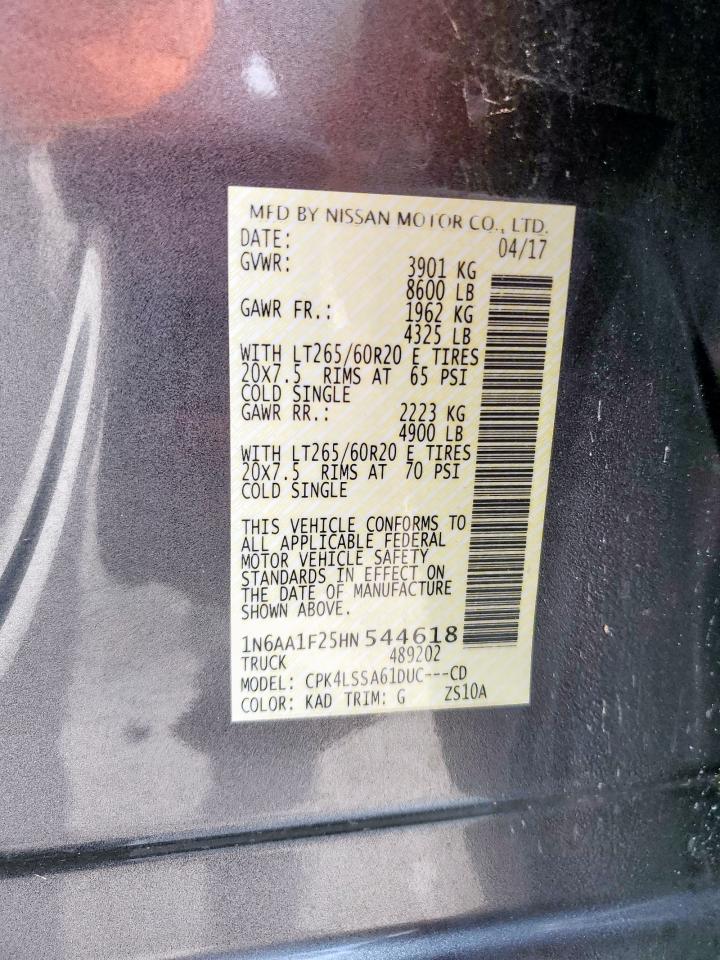 MFD BY NISSAN MOTOR CO., LTD.
DATE: 04/17
GVWR: 3901 KG
8600 LB
GAWR FR.: 1962 KG
4325 LB
WITH LT265/60R20 E TIRES
20X7.5 RIMS AT 65 PSI
COLD SINGLE
GAWR RR.: 2223 KG
4900 LB
WITH LT265/60R20 E TIRES
20X7.5 RIMS AT 70 PSI
COLD SINGLE
THIS VEHICLE CONFORMS TO
ALL APPLICABLE FEDERAL
MOTOR VEHICLE SAFETY
STANDARDS IN EFFECT ON
THE DATE OF MANUFACTURE
SHOWN ABOVE.
1N6AA1F25HN 544618
TRUCK 489202
MODEL: CPK4LSSA61DUC---CD
COLOR: KAD TRIM: G ZS10A